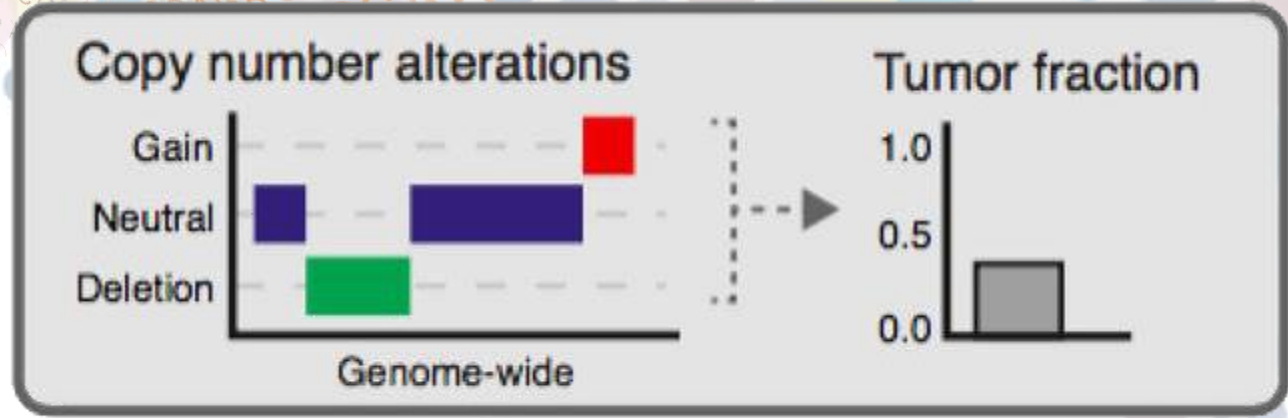 Copy number alterations
Gain
Neutral
Deletion
Genome-wide
Tumor fraction
1.0
0.5
0.0